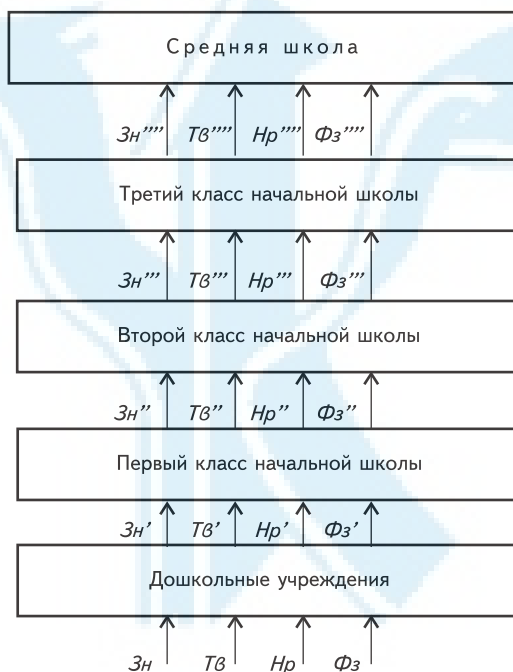 Средняя школа
Зн’’’’ Тв’’’’ Нр’’’’ Фз’’’’
Третий класс начальной школы
Зн’’’ Тв’’’ Нр’’’ Фз’’’
Второй класс начальной школы
Зн’’ Тв’’ Нр’’ Фз’’
Первый класс начальной школы
Зн’ Тв’ Нр’ Фз’
Дошкольные учреждения
Зн Тв Нр Фз